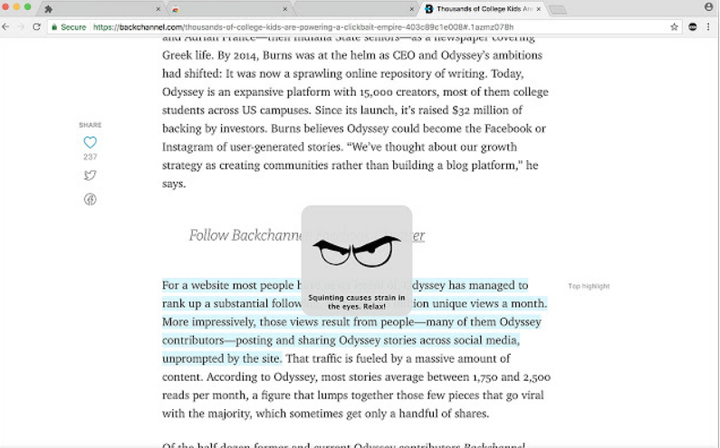 Thousands of College Kids Are
Secure https://backchannel.com/thousands-of-college-kids-are-powering-a-clickbait-empire-403c89c1e008#.1azmz078h
and Adrian France—then Indiana State seniors—as a newspaper covering
Greek life. By 2014, Burns was at the helm as CEO and Odyssey's ambitions
had shifted: It was now a sprawling online repository of writing. Today,
Odyssey is an expansive platform with 15,000 creators, most of them college
students across US campuses. Since its launch, it's raised $32 million of
SHARE
backing by investors. Burns believes Odyssey could become the Facebook or
Instagram of user-generated stories. “We've thought about our growth
237
strategy as creating communities rather than building a blog platform,” he
says.
Follow Backchanne er
For a website most people h dyssey has managed to
Top highlight
rank up a substantial follow ion unique views a month.
Squinting causes strain in
the eyes. Relax!
More impressively, those views result from people—many of them Odyssey
contributors—posting and sharing Odyssey stories across social media,
unprompted by the site. That traffic is fueled by a massive amount of
content. According to Odyssey, most stories average between 1,750 and 2,500
reads per month, a figure that lumps together those few pieces that go viral
with the majority, which sometimes get only a handful of shares.
Of the half dozen former and current Odyssey contributors Backchannel